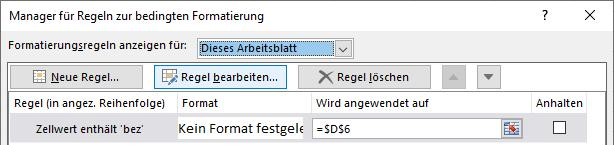 Manager für Regeln zur bedingten Formatierung
Formatierungsregeln anzeigen für: Dieses Arbeitsblatt
Neue Regel... Regel bearbeiten... Regel löschen
Regel (in angez. Reihenfolge) Format Wird angewendet auf Anhalten
Zellwert enthält 'bez' Kein Format festgele =$D$6